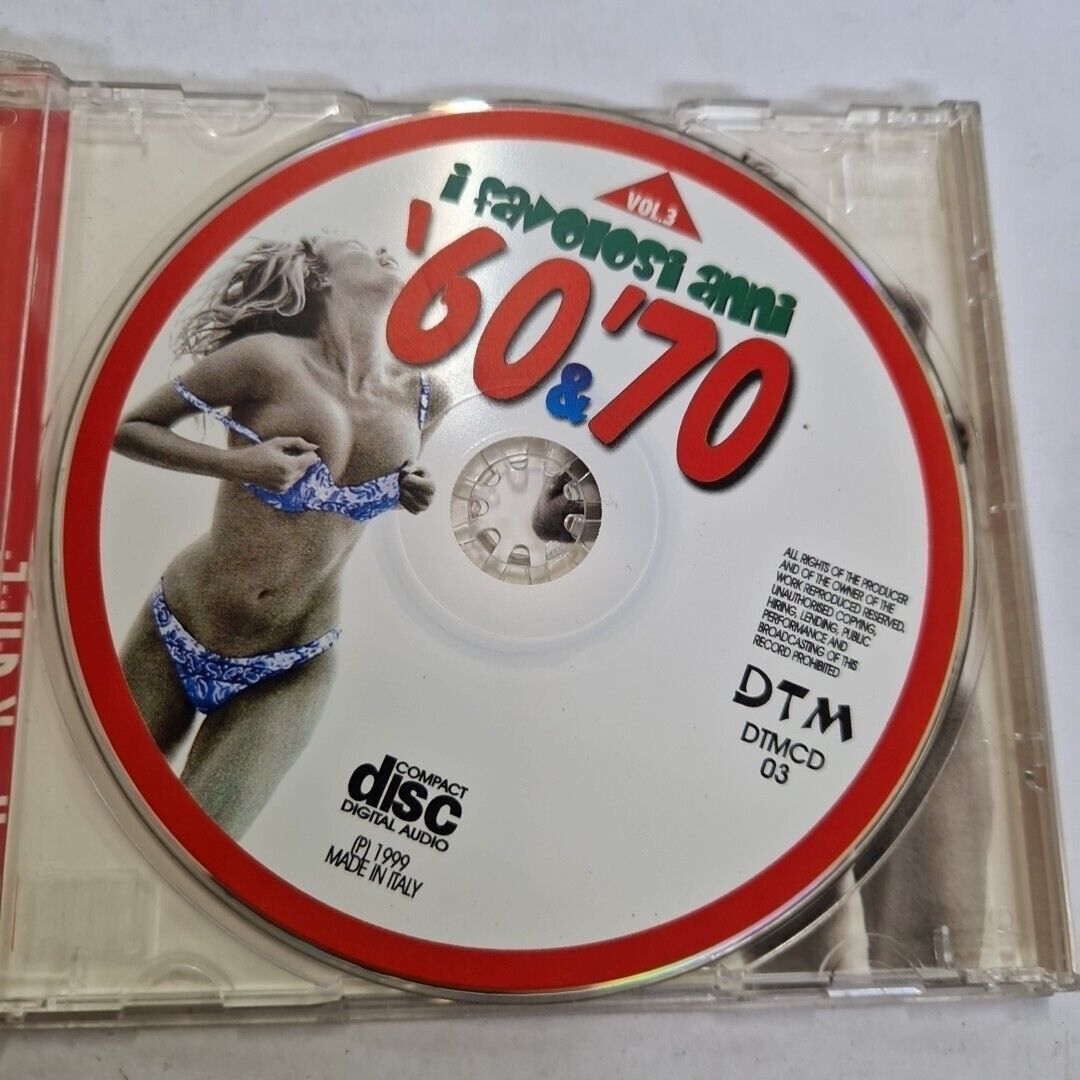 VOL.3
i favolosi anni
'60 & '70
ALL RIGHTS OF THE PRODUCER
AND OF THE OWNER OF THE
WORK REPRODUCED RESERVED,
UNAUTHORISED COPYING,
HIRING, LENDING, PUBLIC
PERFORMANCE AND
BROADCASTING OF THIS
RECORD PROHIBITED
DTM
DTMCD
03
COMPACT
disc
DIGITAL AUDIO
(P) 1999
MADE IN ITALY